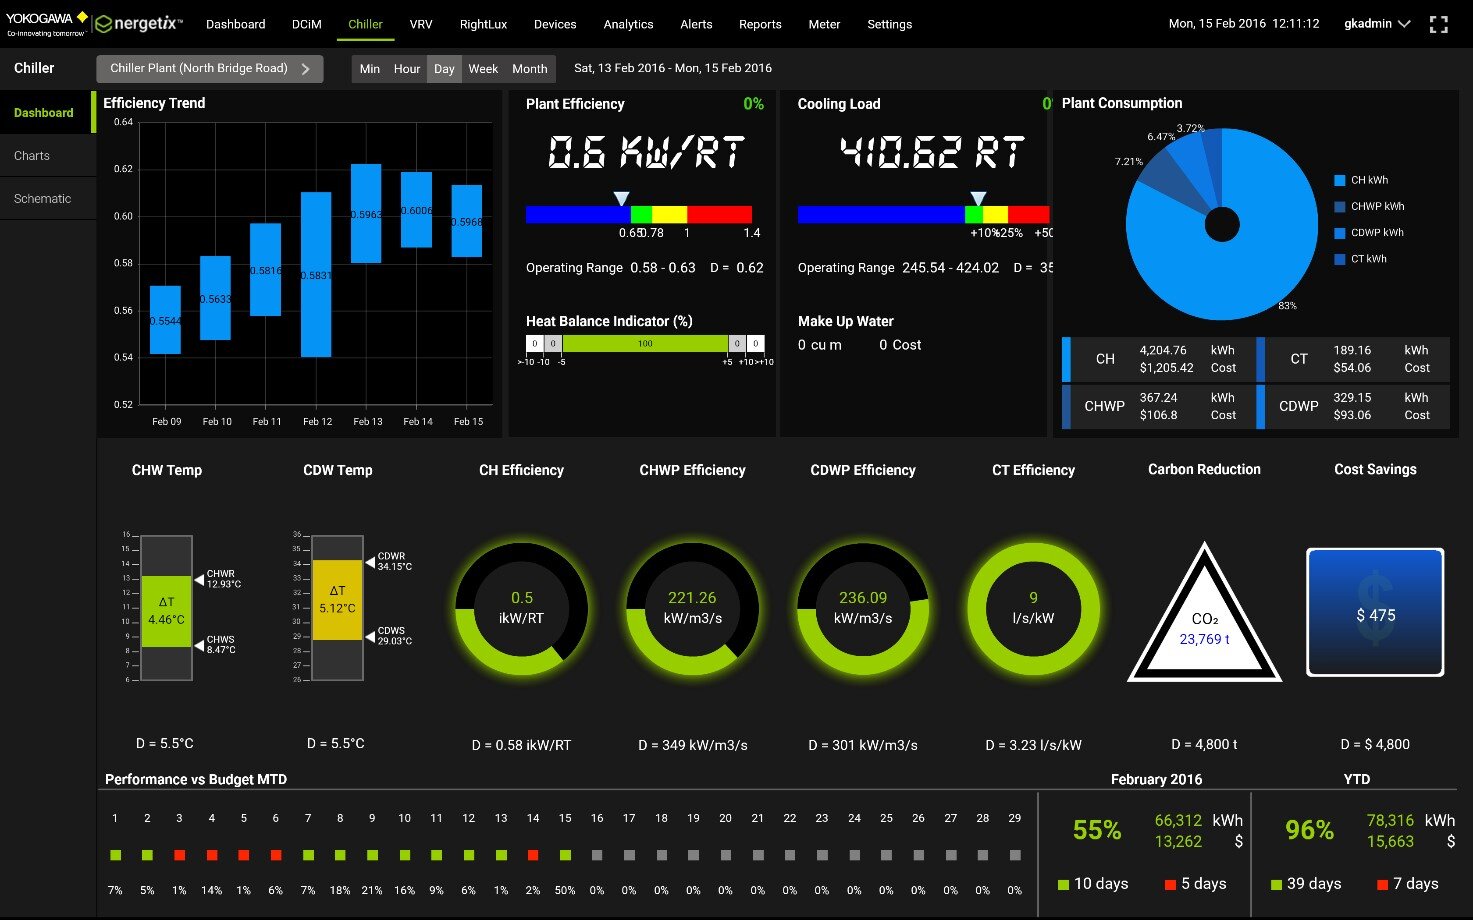 YOKOGAWA
Co-innovating tomorrow™
nergetix™
Dashboard DCiM Chiller VRV RightLux Devices Analytics Alerts Reports Meter Settings
Mon, 15 Feb 2016 12:11:12
gkadmin
Chiller
Chiller Plant (North Bridge Road)
Min Hour Day Week Month
Sat, 13 Feb 2016 - Mon, 15 Feb 2016
Dashboard
Charts
Schematic
Efficiency Trend
0.64
0.62
0.60
0.58
0.56
0.54
0.52
0.5544 0.5633 0.5816 0.5831 0.5963 0.6006 0.5968
Feb 09 Feb 10 Feb 11 Feb 12 Feb 13 Feb 14 Feb 15
Plant Efficiency 0%
0.6 KW/RT
0.65 0.78 1 1.4
Operating Range 0.58 - 0.63 D = 0.62
Heat Balance Indicator (%)
0 0 100 0 0
>-10 -10 -5 +5 +10 >+10
Cooling Load 0
410.62 RT
+10% +25% +50
Operating Range 245.54 - 424.02 D = 35
Make Up Water
0 cu m 0 Cost
Plant Consumption
3.72%
6.47%
7.21%
83%
CH kWh
CHWP kWh
CDWP kWh
CT kWh
CH 4,204.76 kWh
$1,205.42 Cost
CT 189.16 kWh
$54.06 Cost
CHWP 367.24 kWh
$106.8 Cost
CDWP 329.15 kWh
$93.06 Cost
CHW Temp
16
15
14
13
12
11
10
9
8
7
6
ΔT
4.46°C
CHWR
12.93°C
CHWS
8.47°C
D = 5.5°C
CDW Temp
36
35
34
33
32
31
30
29
28
27
26
ΔT
5.12°C
CDWR
34.15°C
CDWS
29.03°C
D = 5.5°C
CH Efficiency
0.5
ikW/RT
D = 0.58 ikW/RT
CHWP Efficiency
221.26
kW/m3/s
D = 349 kW/m3/s
CDWP Efficiency
236.09
kW/m3/s
D = 301 kW/m3/s
CT Efficiency
9
l/s/kW
D = 3.23 l/s/kW
Carbon Reduction
CO₂
23,769 t
D = 4,800 t
Cost Savings
$ 475
D = $ 4,800
Performance vs Budget MTD
1 2 3 4 5 6 7 8 9 10 11 12 13 14 15 16 17 18 19 20 21 22 23 24 25 26 27 28 29
7% 5% 1% 14% 1% 6% 7% 18% 21% 16% 9% 6% 1% 2% 50% 0% 0% 0% 0% 0% 0% 0% 0% 0% 0% 0% 0% 0% 0%
February 2016
55% 66,312 kWh
13,262 $
10 days 5 days
YTD
96% 78,316 kWh
15,663 $
39 days 7 days